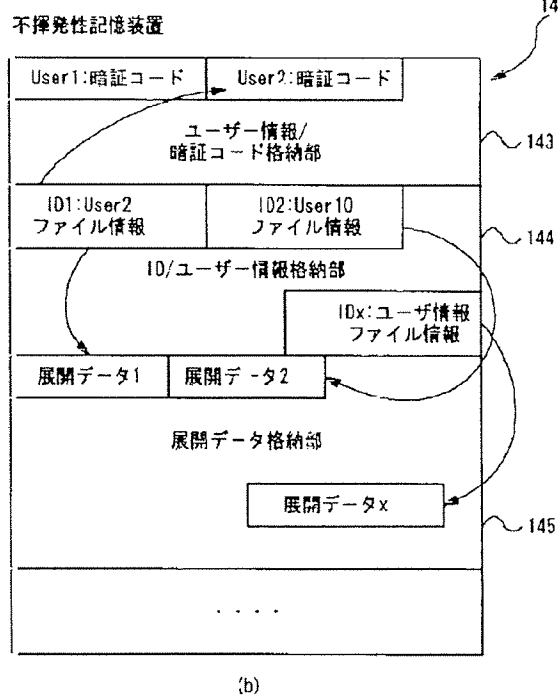 14
不揮発性記憶装置
User1:暗証コード
User2:暗証コード
ユーザー情報/
暗証コード格納部
143
ID1:User2
ファイル情報
ID2:User10
ファイル情報
144
ID/ユーザー情報格納部
IDx:ユーザ情報
ファイル情報
展開データ1
展開データ2
展開データ格納部
展開データx
145
....
(b)